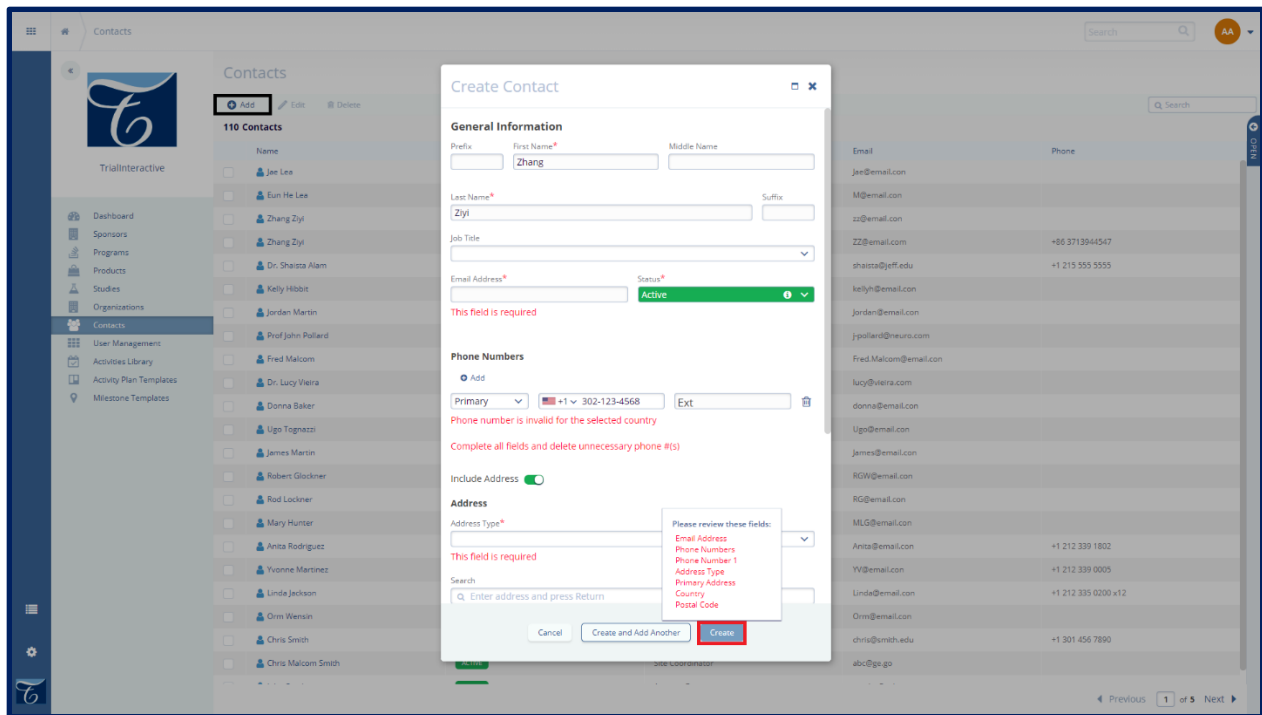 Contacts
Search
AA
TrialInteractive
Dashboard
Sponsors
Programs
Products
Studies
Organizations
Contacts
User Management
Activities Library
Activity Plan Templates
Milestone Templates
Contacts
Add Edit Delete
Search
110 Contacts
OPEN
Name Email Phone
Jae Lea Jae@email.con
Eun He Lea M@email.con
Zhang Ziyi zz@email.con
Zhang Ziyi ZZ@email.com +86 3713944547
Dr. Shaista Alam shaista@jeff.edu +1 215 555 5555
Kelly Hibbit kellyh@email.con
Jordan Martin Jordan@email.con
Prof John Pollard j-pollard@neuro.com
Fred Malcom Fred.Malcom@email.con
Dr. Lucy Vieira lucy@vieira.com
Donna Baker donna@email.con
Ugo Tognazzi Ugo@email.con
James Martin James@email.con
Robert Glockner RGW@email.con
Rod Lockner RG@email.con
Mary Hunter MLG@email.con
Anita Rodriguez Anita@email.con +1 212 339 1802
Yvonne Martinez YV@email.con +1 212 339 0005
Linda Jackson Linda@email.con +1 212 335 0200 x12
Orm Wensin Orm@email.con
Chris Smith chris@smith.edu +1 301 456 7890
Chris Malcom Smith ACTIVE Site Coordinator abc@ge.go
Previous 1 of 5 Next
Create Contact
General Information
Prefix First Name* Middle Name
Zhang
Last Name* Suffix
Ziyi
Job Title
Email Address* Status*
Active
This field is required
Phone Numbers
Add
Primary +1 302-123-4568 Ext
Phone number is invalid for the selected country
Complete all fields and delete unnecessary phone #(s)
Include Address
Address
Address Type*
This field is required
Search
Enter address and press Return
Please review these fields:
Email Address
Phone Numbers
Phone Number 1
Address Type
Primary Address
Country
Postal Code
Cancel Create and Add Another Create